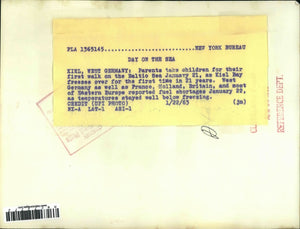 FLA 1365145..............................NEW YORK BUREAU
DAY ON THE SEA
KIEL, WEST GERMANY: Parents take children for their
first walk on the Baltic Sea January 21, as Kiel Bay
freezes over for the first time in 21 years. West
Germany as well as France, Holland, Britain, and most
of Eastern Europe reported fuel shortages January 22,
as temperatures stayed well below freezing.
CREDIT (UPI PHOTO) 1/22/63 (jm)
REFERENCE DEPT.